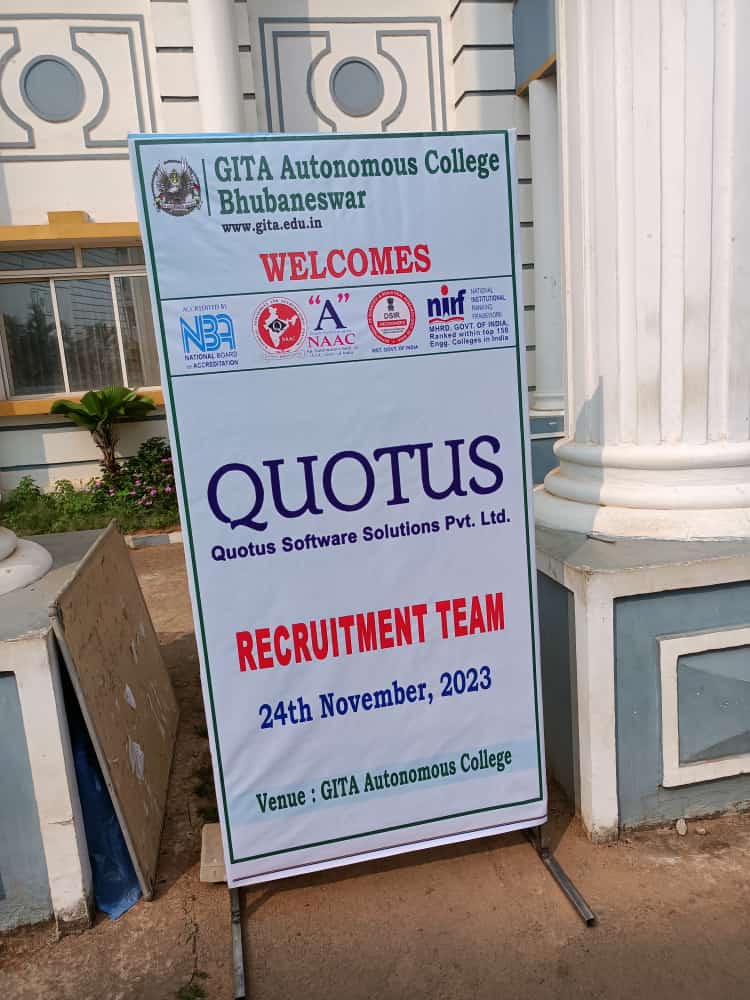 GITA Autonomous College
Bhubaneswar
www.gita.edu.in
WELCOMES
ACCREDITED BY
NBA
NATIONAL BOARD
of ACCREDITATION
NAAC
"A"
NAAC
DSIR
GOVT. OF INDIA
nirf
NATIONAL
INSTITUTIONAL
RANKING
FRAMEWORK
MHRD, GOVT. OF INDIA,
Ranked within top 150
Engg. Colleges in India
QUOTUS
Quotus Software Solutions Pvt. Ltd.
RECRUITMENT TEAM
24th November, 2023
Venue : GITA Autonomous College